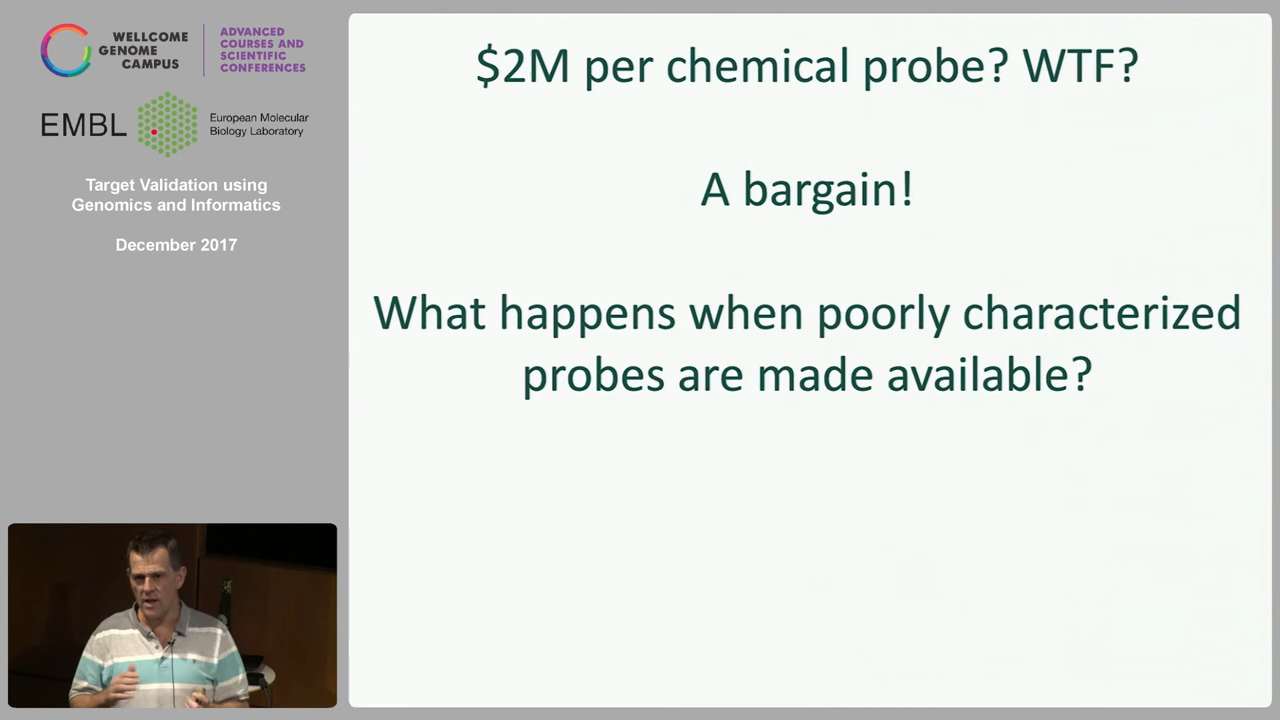 WELLCOME
GENOME
CAMPUS
ADVANCED
COURSES AND
SCIENTIFIC
CONFERENCES
EMBL
European Molecular
Biology Laboratory
Target Validation using
Genomics and Informatics
December 2017
$2M per chemical probe? WTF?
A bargain!
What happens when poorly characterized
probes are made available?